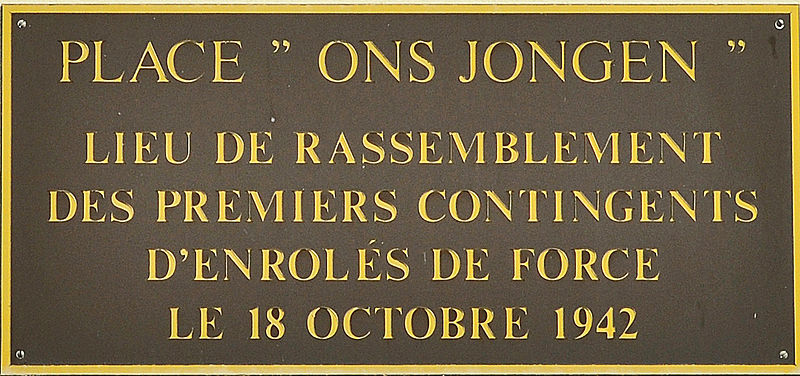 PLACE ” ONS JONGEN ”
LIEU DE RASSEMBLEMENT
DES PREMIERS CONTINGENTS
D’ENROLÉS DE FORCE
LE 18 OCTOBRE 1942